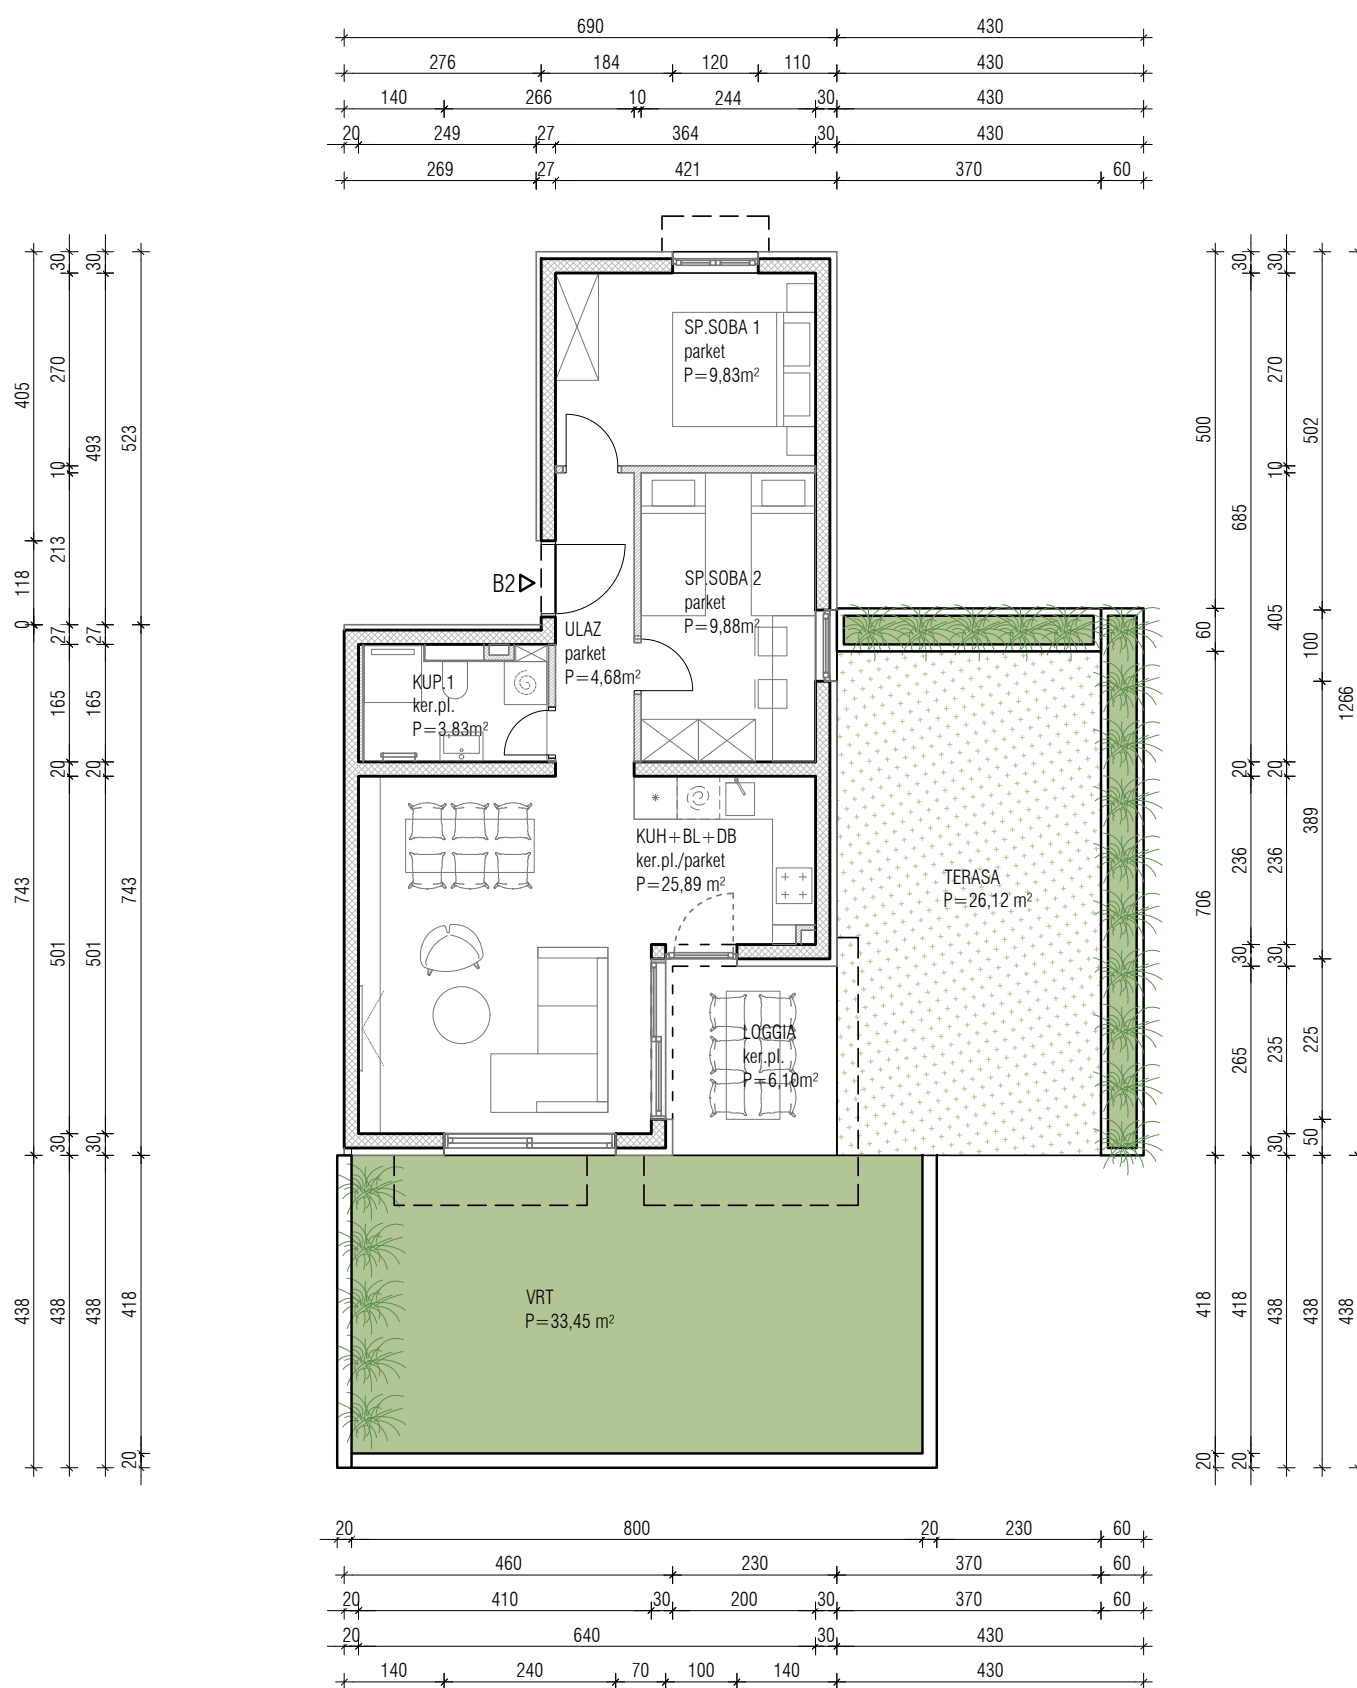 690 430
276 184 120 110 430
140 266 10 244 30 430
20 249 27 364 30 430
269 27 421 370 60
405 118 0 743 438
30 270 10 213 27 165 20 501 30 438
30 493 27 165 20 501 30 438
523 743 418 20
SP.SOBA 1
parket
P=9,83m²
B2
SP.SOBA 2
parket
P=9,88m²
ULAZ
parket
P=4,68m²
KUP.1
ker.pl.
P=3,83m²
KUH+BL+DB
ker.pl./parket
P=25,89 m²
TERASA
P=26,12 m²
LOGGIA
ker.pl.
P=6,10m²
VRT
P=33,45 m²
500 60 706 418 20
30 685 20 236 30 265 418 20
30 270 10 405 20 236 30 235 30 438
502 100 389 225 50 438
1266 438
20 800 20 230 60
460 230 370 60
20 410 30 200 30 370 60
20 640 30 430
140 240 70 100 140 430